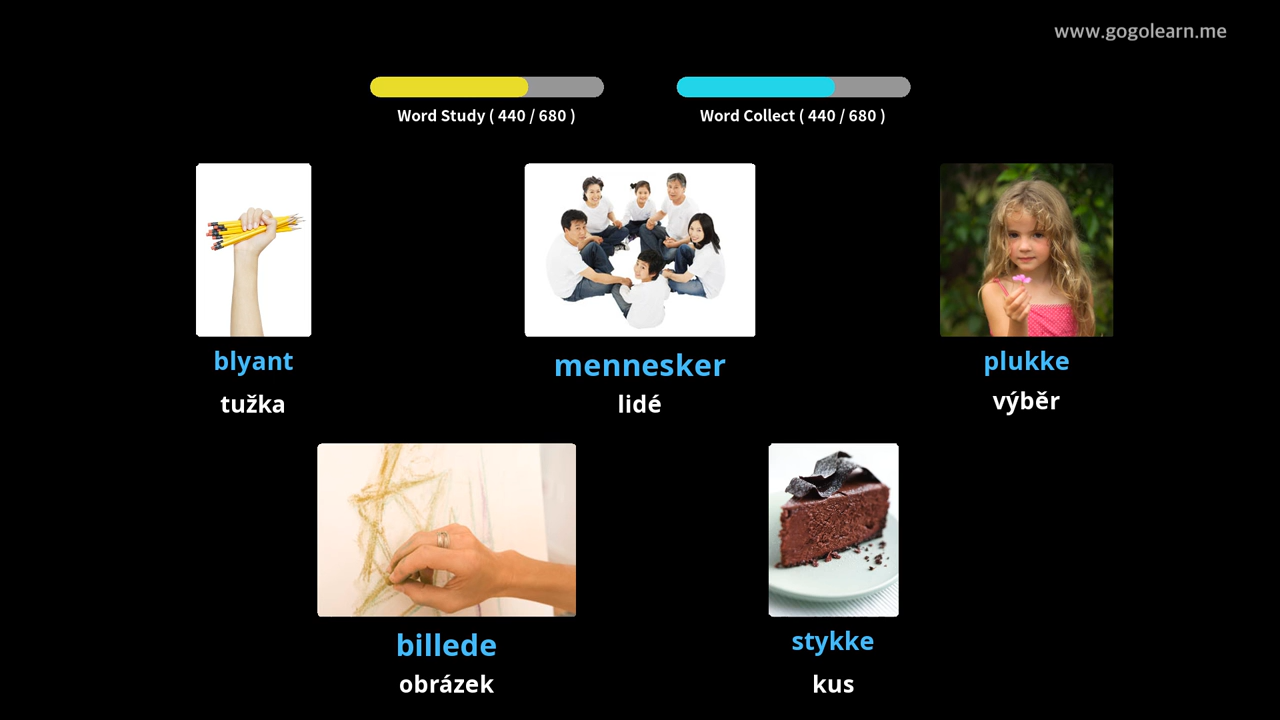 www.gogolearn.me
Word Study ( 440 / 680 )
Word Collect ( 440 / 680 )
blyant
tužka
mennesker
lidé
plukke
výběr
billede
obrázek
stykke
kus